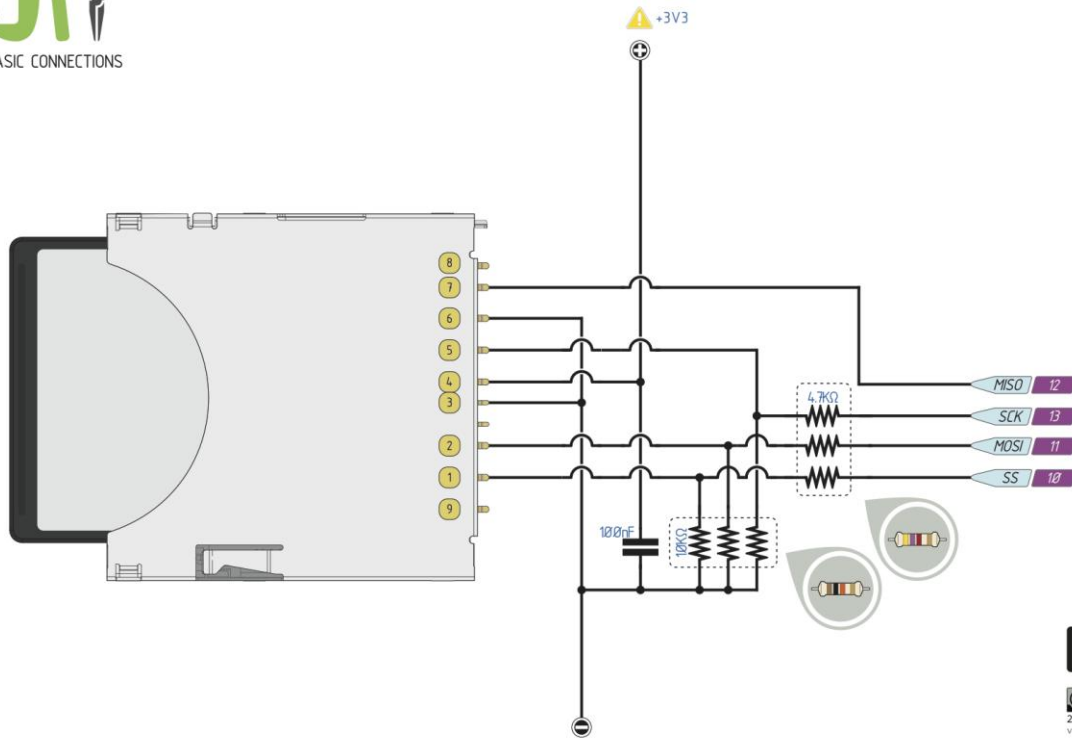 ASIC CONNECTIONS
+3V3
8
7
6
5
4
3
2
1
9
MISO 12
4.7KΩ
SCK 13
MOSI 11
SS 10
100nF
10KΩ